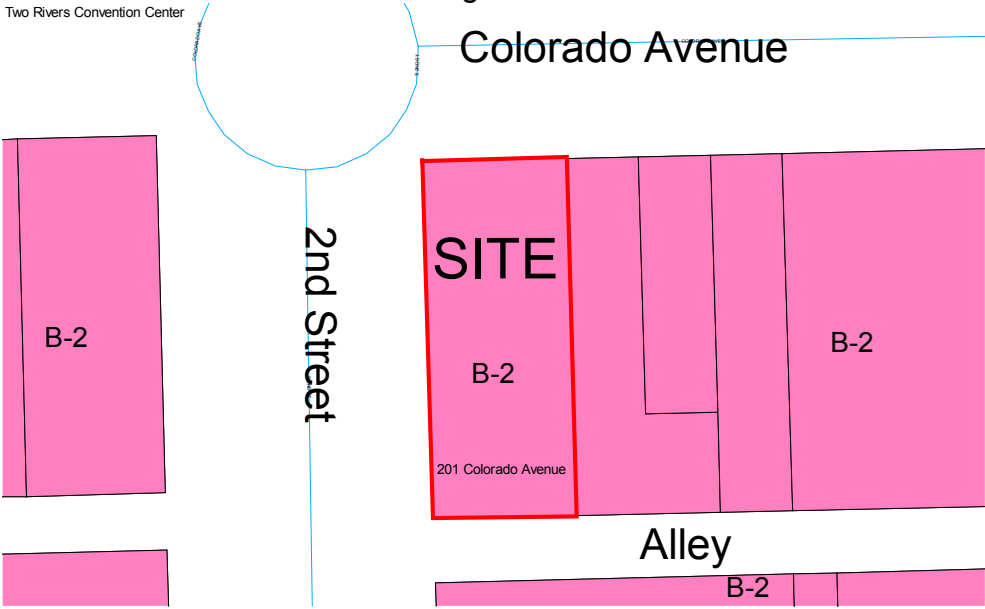 Two Rivers Convention Center
Colorado Avenue
2nd Street
SITE
B-2
B-2
B-2
201 Colorado Avenue
Alley
B-2